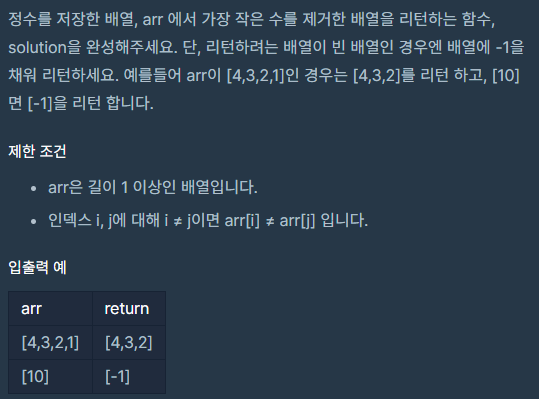 정수를 저장한 배열, arr 에서 가장 작은 수를 제거한 배열을 리턴하는 함수,
solution을 완성해주세요. 단, 리턴하려는 배열이 빈 배열인 경우엔 배열에 -1을
채워 리턴하세요. 예를들어 arr이 [4,3,2,1]인 경우는 [4,3,2]를 리턴 하고, [10]
면 [-1]을 리턴 합니다.
제한 조건
• arr은 길이 1 이상인 배열입니다.
• 인덱스 i, j에 대해 i ≠ j이면 arr[i] ≠ arr[j] 입니다.
입출력 예
arr return
[4,3,2,1] [4,3,2]
[10] [-1]